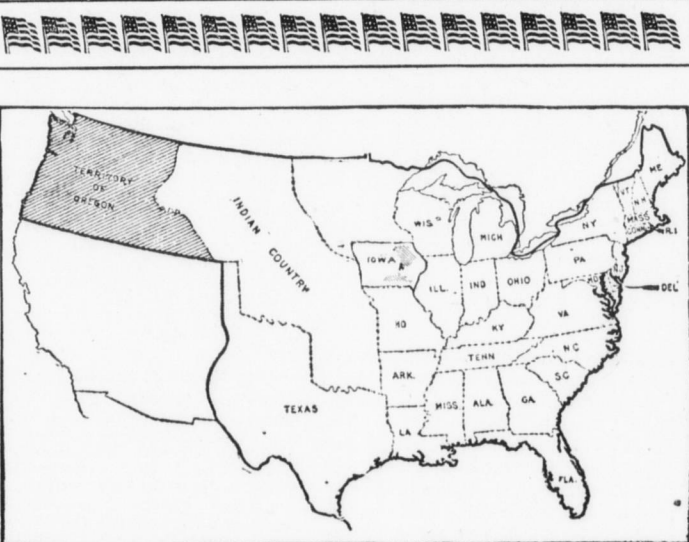 TERRITORY
OF
OREGON
INDIAN COUNTRY
TEXAS
IOWA
MO
ARK.
LA
WIS.
ILL.
MICH
IND
OHIO
KY
TENN
MISS
ALA.
GA.
FLA.
S.C.
N.C
VA
PA
N.Y
VT.
N.H
MASS
CONN
R.I.
ME.
DEL